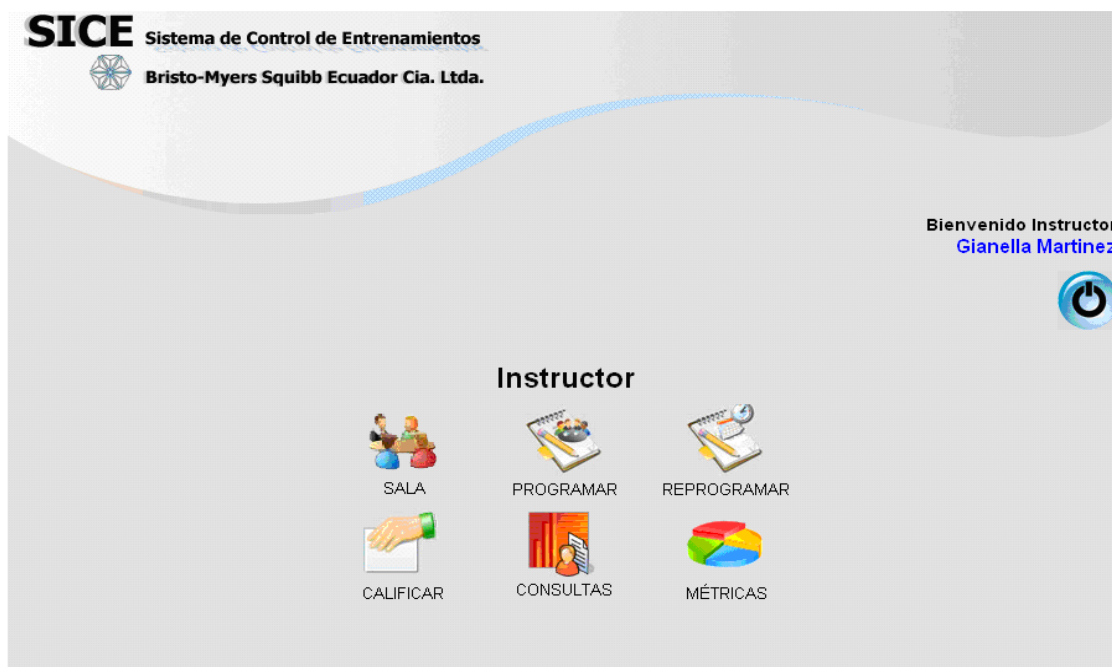 SICE Sistema de Control de Entrenamientos
Bristo-Myers Squibb Ecuador Cia. Ltda.
Bienvenido Instructor
Gianella Martinez
Instructor
SALA PROGRAMAR REPROGRAMAR
CALIFICAR CONSULTAS MÉTRICAS